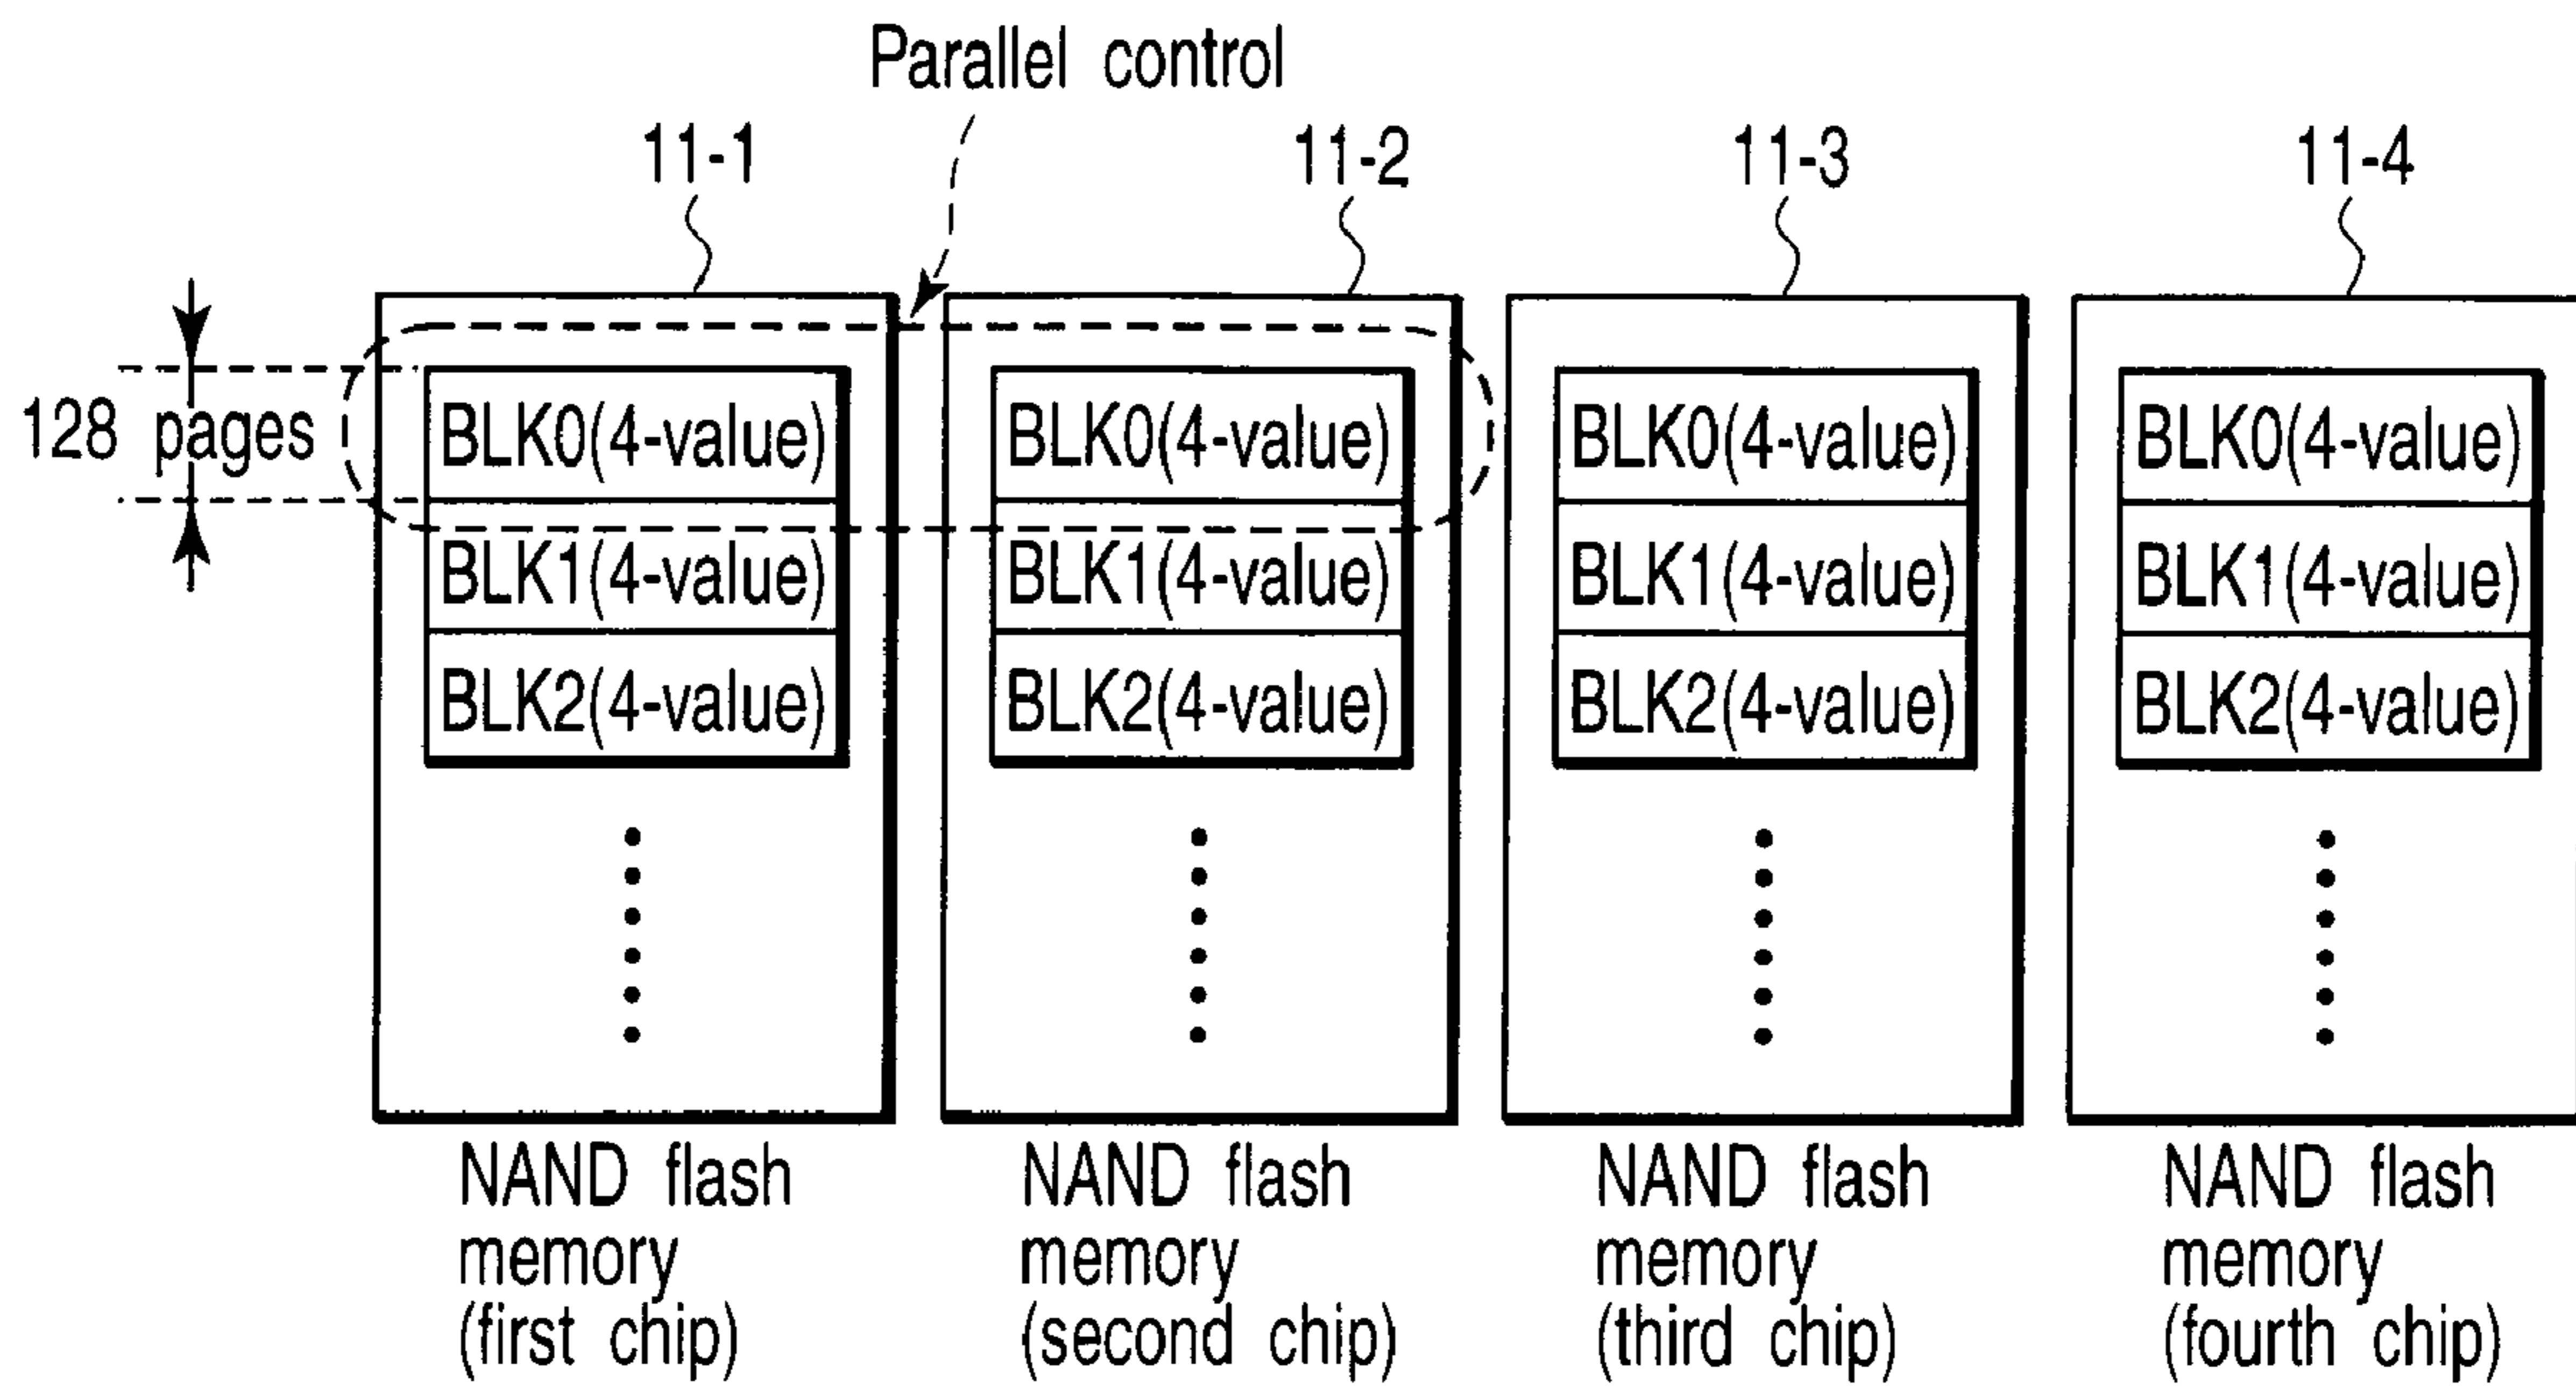 Parallel control
11-1
11-2
11-3
11-4
128 pages
BLK0(4-value)
BLK0(4-value)
BLK0(4-value)
BLK0(4-value)
BLK1(4-value)
BLK1(4-value)
BLK1(4-value)
BLK1(4-value)
BLK2(4-value)
BLK2(4-value)
BLK2(4-value)
BLK2(4-value)
NAND flash
memory
(first chip)
NAND flash
memory
(second chip)
NAND flash
memory
(third chip)
NAND flash
memory
(fourth chip)